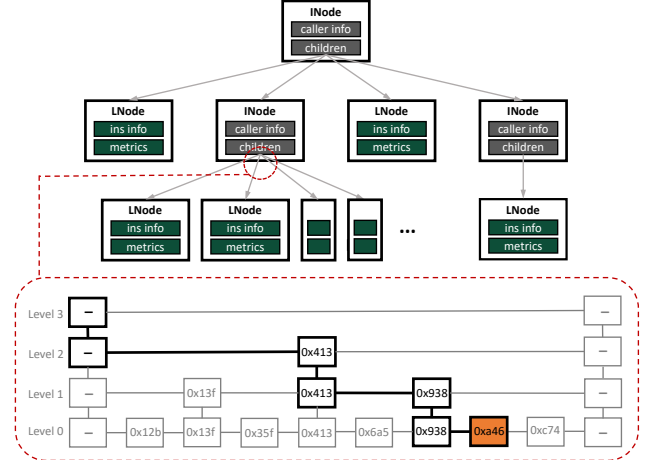 INode
caller info
children
LNode
ins info
metrics
INode
caller info
children
LNode
ins info
metrics
INode
caller info
children
LNode
ins info
metrics
LNode
ins info
metrics
...
LNode
ins info
metrics
Level 3 – –
Level 2 – 0x413 –
Level 1 – 0x13f 0x413 0x938 –
Level 0 – 0x12b 0x13f 0x35f 0x413 0x6a5 0x938 0xa46 0xc74 –